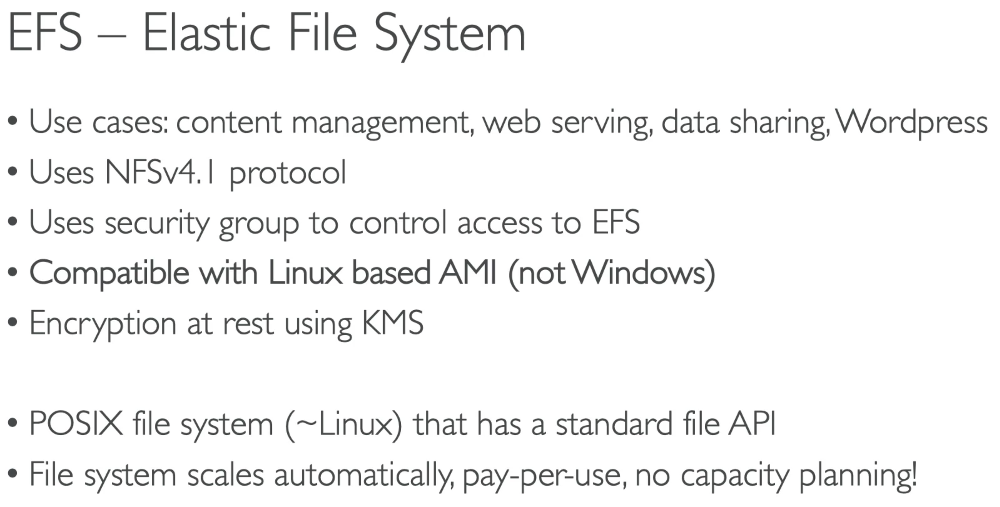 EFS – Elastic File System
• Use cases: content management, web serving, data sharing, Wordpress
• Uses NFSv4.1 protocol
• Uses security group to control access to EFS
• Compatible with Linux based AMI (not Windows)
• Encryption at rest using KMS
• POSIX file system (~Linux) that has a standard file API
• File system scales automatically, pay-per-use, no capacity planning!